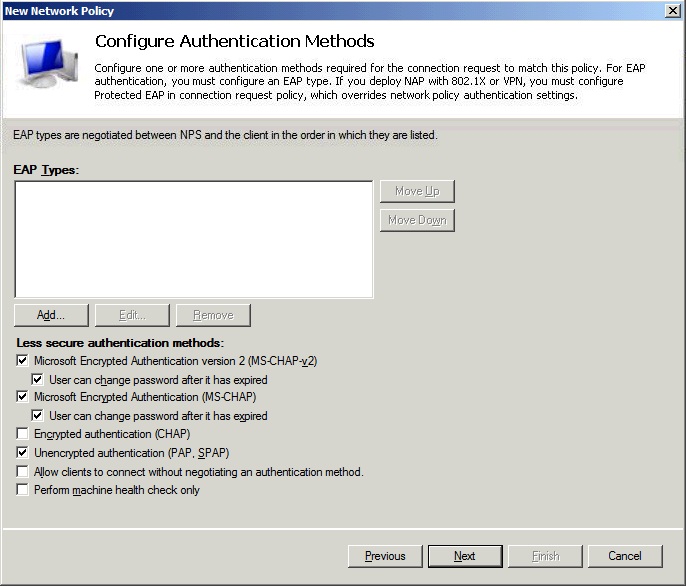 New Network Policy
Configure Authentication Methods
Configure one or more authentication methods required for the connection request to match this policy. For EAP
authentication, you must configure an EAP type. If you deploy NAP with 802.1X or VPN, you must configure
Protected EAP in connection request policy, which overrides network policy authentication settings.
EAP types are negotiated between NPS and the client in the order in which they are listed.
EAP Types:
Move Up
Move Down
Add... Edit... Remove
Less secure authentication methods:
Microsoft Encrypted Authentication version 2 (MS-CHAP-v2)
User can change password after it has expired
Microsoft Encrypted Authentication (MS-CHAP)
User can change password after it has expired
Encrypted authentication (CHAP)
Unencrypted authentication (PAP, SPAP)
Allow clients to connect without negotiating an authentication method.
Perform machine health check only
Previous Next Finish Cancel